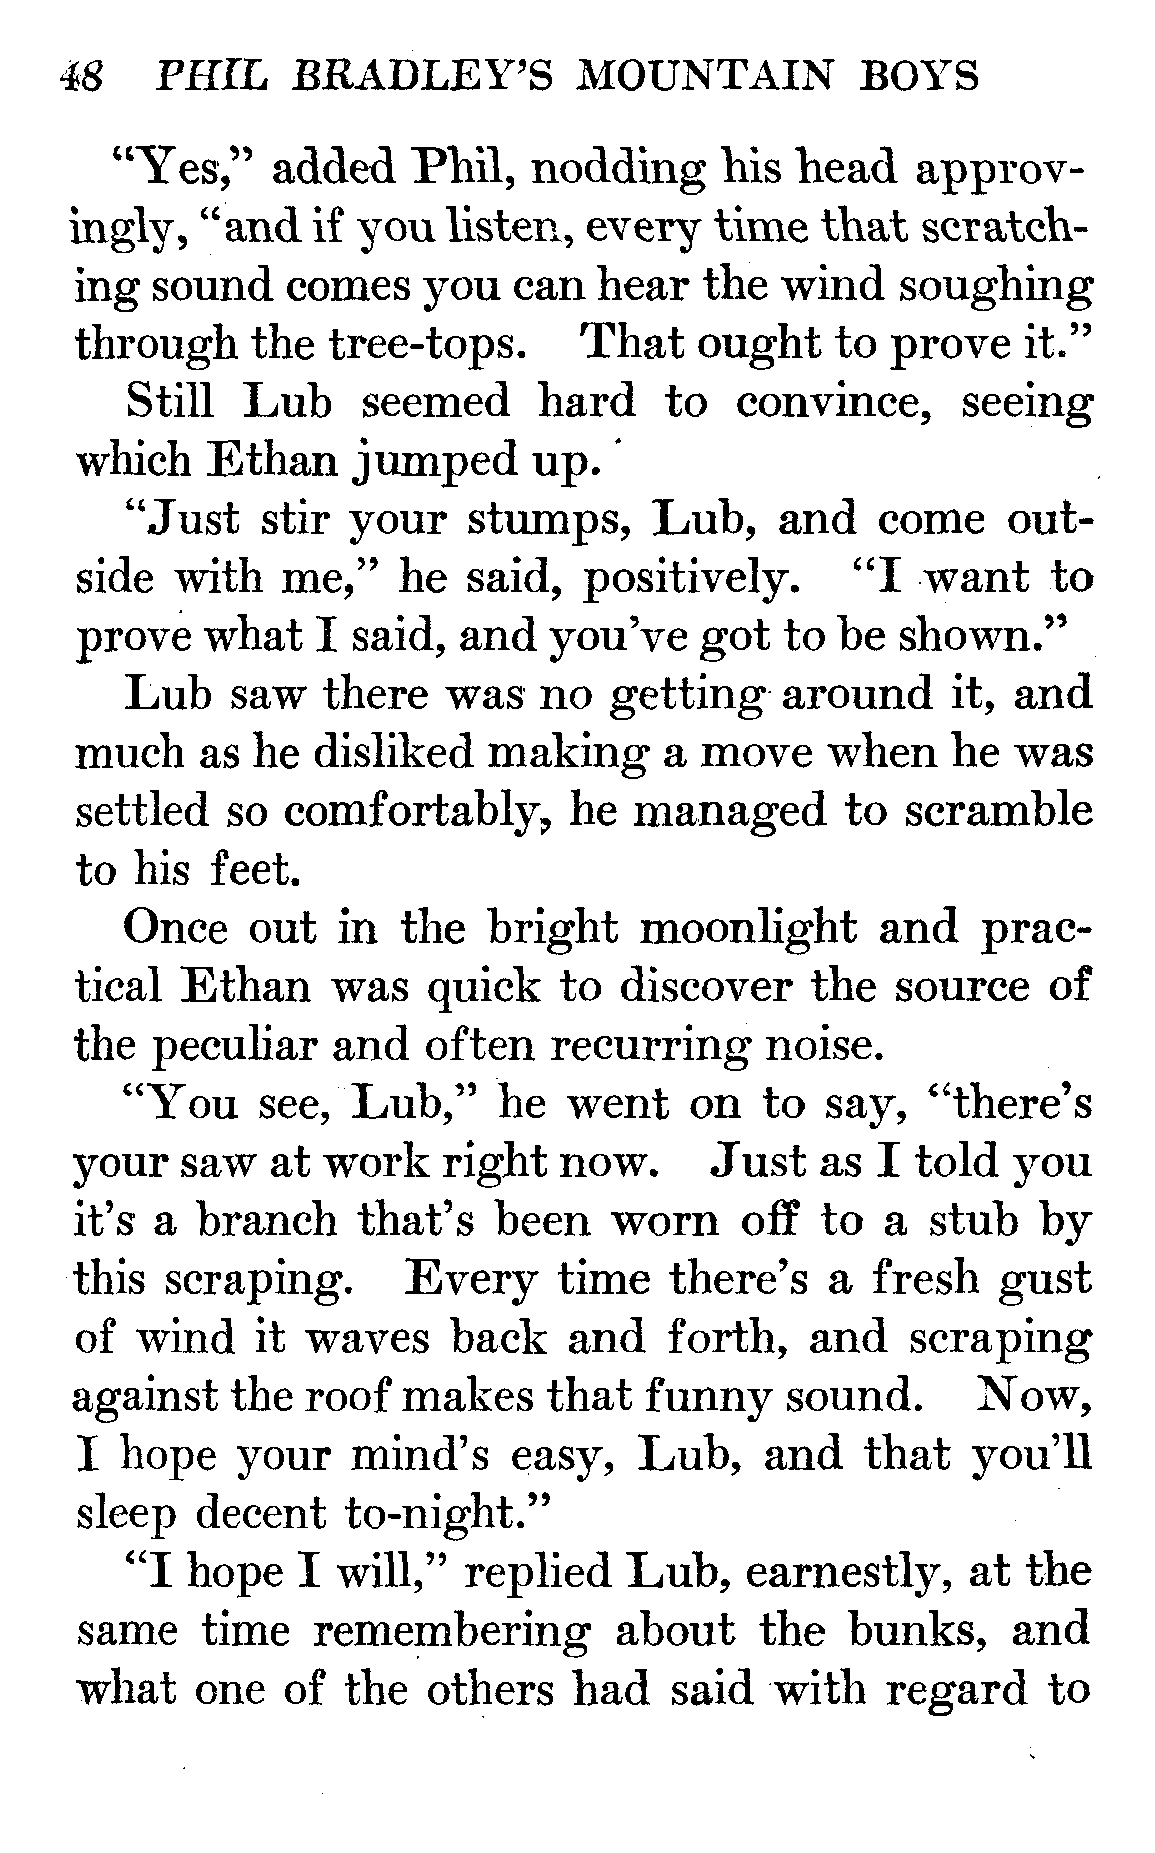 48 PHIL BRADLEY'S MOUNTAIN BOYS
"Yes," added Phil, nodding his head approv-
ingly, "and if you listen, every time that scratch-
ing sound comes you can hear the wind soughing
through the tree-tops. That ought to prove it."
Still Lub seemed hard to convince, seeing
which Ethan jumped up.
"Just stir your stumps, Lub, and come out-
side with me," he said, positively. "I want to
prove what I said, and you've got to be shown."
Lub saw there was no getting around it, and
much as he disliked making a move when he was
settled so comfortably, he managed to scramble
to his feet.
Once out in the bright moonlight and prac-
tical Ethan was quick to discover the source of
the peculiar and often recurring noise.
"You see, Lub," he went on to say, "there's
your saw at work right now. Just as I told you
it's a branch that's been worn off to a stub by
this scraping. Every time there's a fresh gust
of wind it waves back and forth, and scraping
against the roof makes that funny sound. Now,
I hope your mind's easy, Lub, and that you'll
sleep decent to-night."
"I hope I will," replied Lub, earnestly, at the
same time remembering about the bunks, and
what one of the others had said with regard to